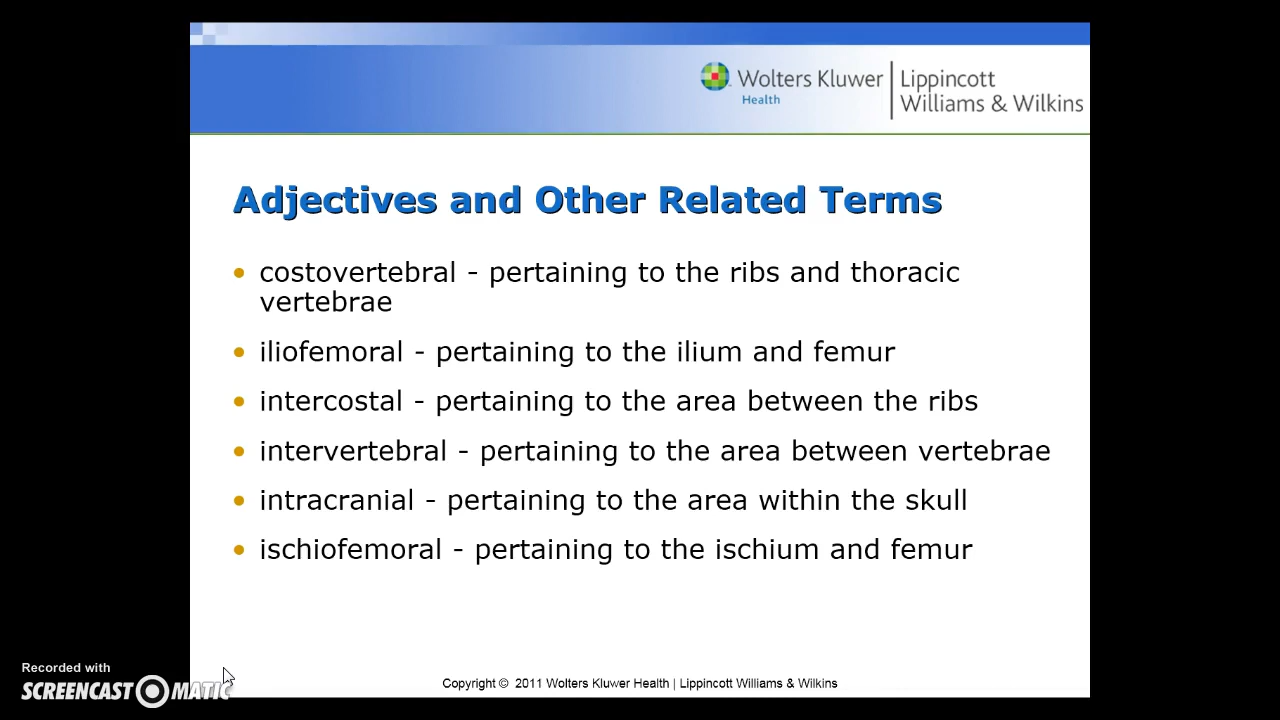 Wolters Kluwer
Health
Lippincott
Williams & Wilkins
Adjectives and Other Related Terms
• costovertebral - pertaining to the ribs and thoracic
vertebrae
• iliofemoral - pertaining to the ilium and femur
• intercostal - pertaining to the area between the ribs
• intervertebral - pertaining to the area between vertebrae
• intracranial - pertaining to the area within the skull
• ischiofemoral - pertaining to the ischium and femur
Recorded with
SCREENCAST-O-MATIC
Copyright © 2011 Wolters Kluwer Health | Lippincott Williams & Wilkins